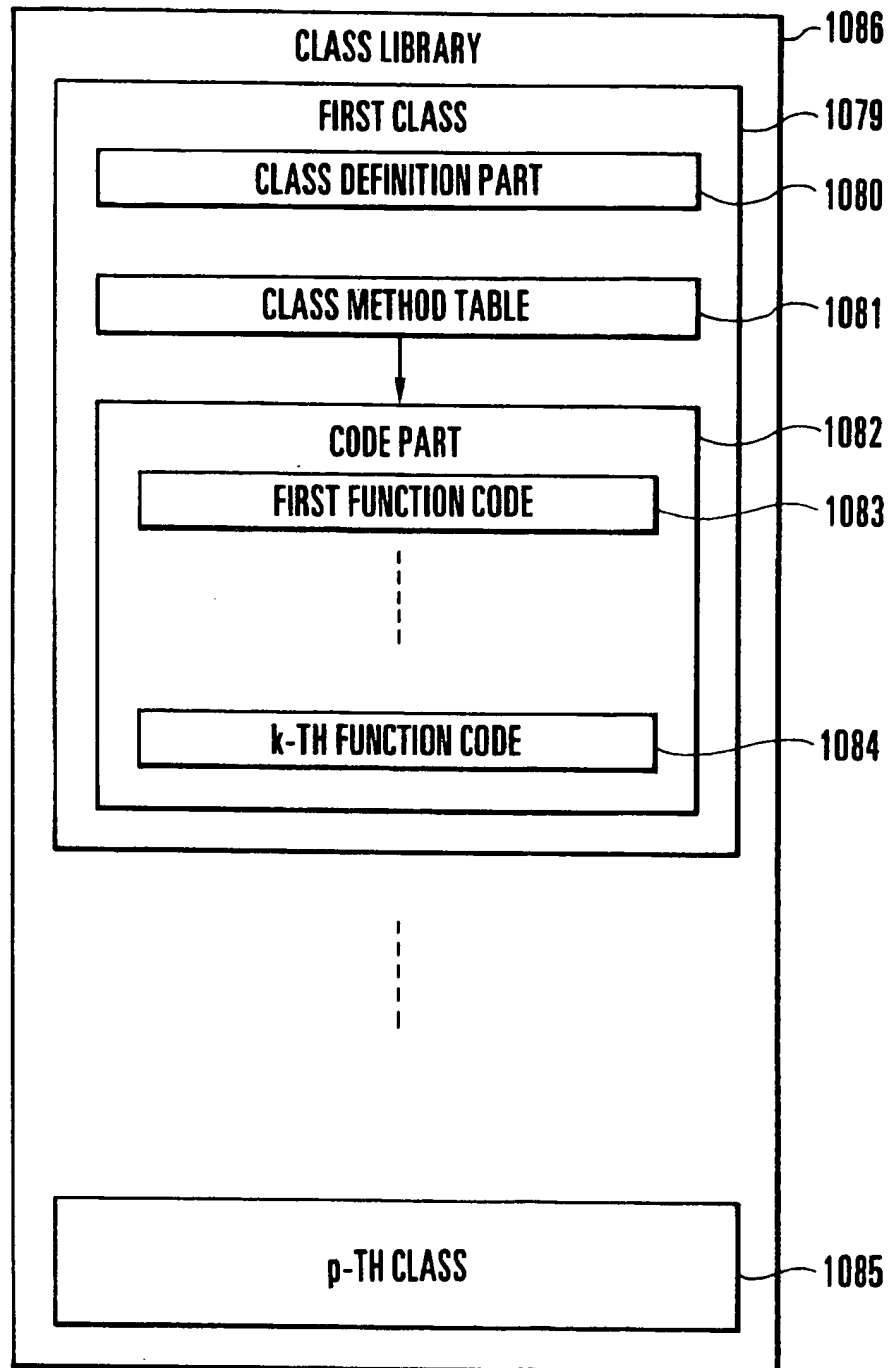 CLASS LIBRARY
1086
FIRST CLASS
1079
CLASS DEFINITION PART
1080
CLASS METHOD TABLE
1081
CODE PART
1082
FIRST FUNCTION CODE
1083
k-TH FUNCTION CODE
1084
p-TH CLASS
1085